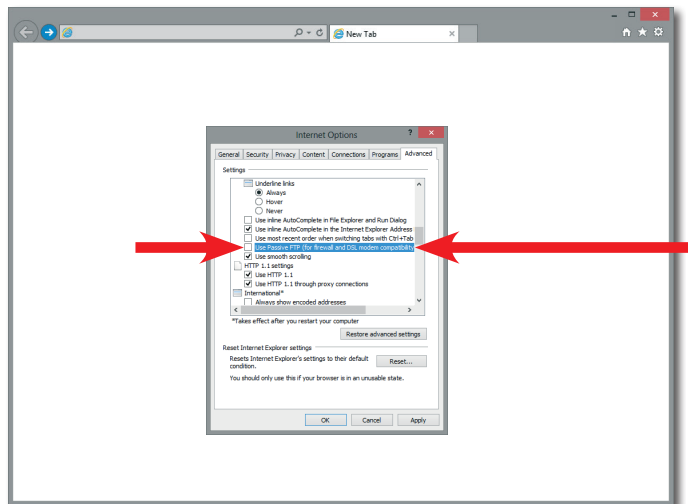 New Tab
Internet Options
General Security Privacy Content Connections Programs Advanced
Settings
Underline links
Always
Hover
Never
Use inline AutoComplete in File Explorer and Run Dialog
Use inline AutoComplete in the Internet Explorer Address
Use most recent order when switching tabs with Ctrl+Tab
Use Passive FTP (for firewall and DSL modem compatibility
Use smooth scrolling
HTTP 1.1 settings
Use HTTP 1.1
Use HTTP 1.1 through proxy connections
International*
Always show encoded addresses
*Takes effect after you restart your computer
Restore advanced settings
Reset Internet Explorer settings
Resets Internet Explorer's settings to their default
condition.
Reset...
You should only use this if your browser is in an unusable state.
OK Cancel Apply